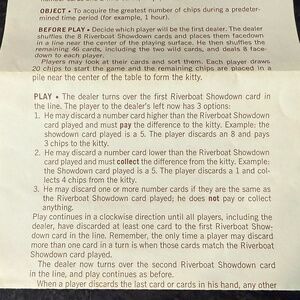 OBJECT • To acquire the greatest number of chips during a predeter-
mined time period (for example, 1 hour).
BEFORE PLAY • Decide which player will be the first dealer. The dealer
shuffles the 8 Riverboat Showdown cards and places them facedown
in a line near the center of the playing surface. He then shuffles the
remaining 46 cards, including the two wild cards, and deals 8 face-
down to each player.
Players may look at their cards and sort them. Each player draws
20 chips to start the game and the remaining chips are placed in a
pile near the center of the table to form the kitty.
PLAY • The dealer turns over the first Riverboat Showdown card in
the line. The player to the dealer's left now has 3 options:
1. He may discard a number card higher than the Riverboat Showdown
card played and must pay the difference to the kitty. Example: the
showdown card played is a 5. The player discards an 8 and pays
3 chips to the kitty.
2. He may discard a number card lower than the Riverboat Showdown
card played and must collect the difference from the kitty. Example:
the showdown card played is a 5. The player discards a 1 and col-
lects 4 chips from the kitty.
3. He may discard one or more number cards if they are the same as
the Riverboat Showdown card played; he does not pay or collect
anything.
Play continues in a clockwise direction until all players, including the
dealer, have discarded at least one card to the first Riverboat Show-
down card in the line. Remember, the only time a player may discard
more than one card in a turn is when those cards match the Riverboat
Showdown card played.
The dealer now turns over the second Riverboat Showdown card
in the line, and play continues as before.
When a player discards the last card or cards in his hand, any other